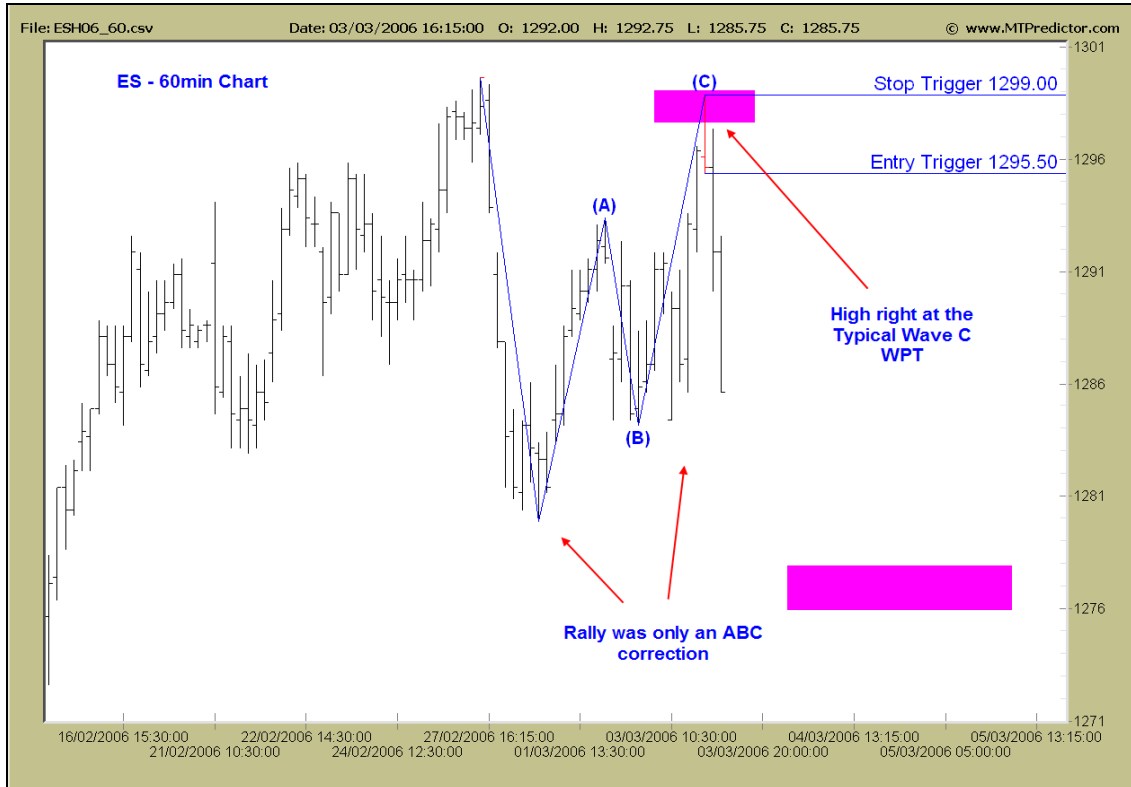 File: ESH06_60.csv Date: 03/03/2006 16:15:00 O: 1292.00 H: 1292.75 L: 1285.75 C: 1285.75 © www.MTPredictor.com
ES - 60min Chart
(C)
Stop Trigger 1299.00
Entry Trigger 1295.50
(A)
(B)
High right at the
Typical Wave C
WPT
Rally was only an ABC
correction
1301
1296
1291
1286
1281
1276
1271
16/02/2006 15:30:00 22/02/2006 14:30:00 27/02/2006 16:15:00 03/03/2006 10:30:00 04/03/2006 13:15:00 05/03/2006 13:15:00
21/02/2006 10:30:00 24/02/2006 12:30:00 01/03/2006 13:30:00 03/03/2006 20:00:00 05/03/2006 05:00:00